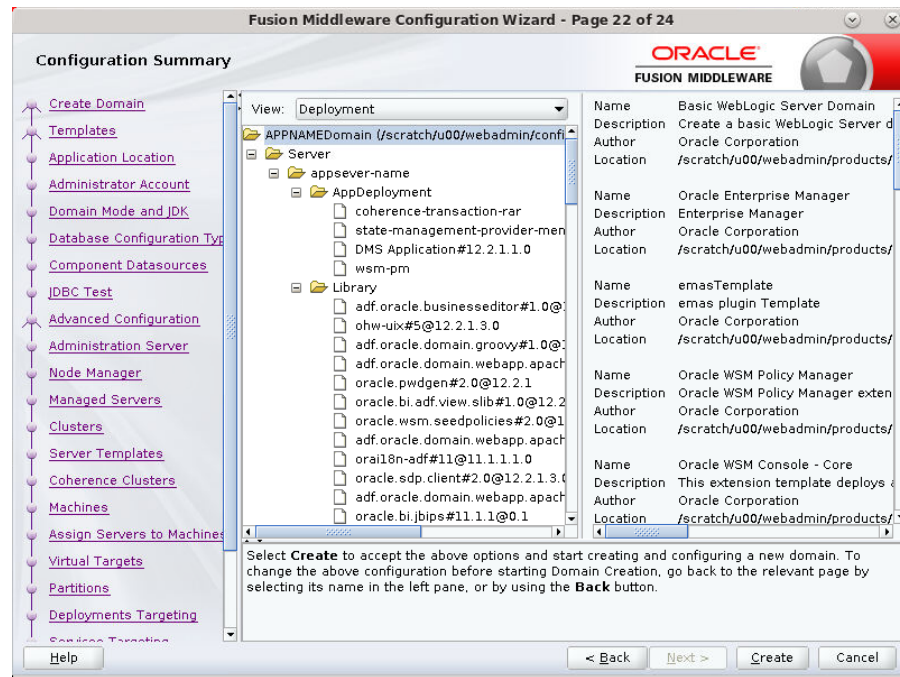 Fusion Middleware Configuration Wizard - Page 22 of 24
Configuration Summary
ORACLE
FUSION MIDDLEWARE
Create Domain
Templates
Application Location
Administrator Account
Domain Mode and JDK
Database Configuration Typ
Component Datasources
JDBC Test
Advanced Configuration
Administration Server
Node Manager
Managed Servers
Clusters
Server Templates
Coherence Clusters
Machines
Assign Servers to Machines
Virtual Targets
Partitions
Deployments Targeting
Services Targeting
View: Deployment
APPNAMEDomain (/scratch/u00/webadmin/confi
Server
appsever-name
AppDeployment
coherence-transaction-rar
state-management-provider-men
DMS Application#12.2.1.1.0
wsm-pm
Library
adf.oracle.businesseditor#1.0@1
ohw-uix#5@12.2.1.3.0
adf.oracle.domain.groovy#1.0@1
adf.oracle.domain.webapp.apach
oracle.pwdgen#2.0@12.2.1
oracle.bi.adf.view.slib#1.0@12.2
oracle.wsm.seedpolicies#2.0@1
adf.oracle.domain.webapp.apach
orai18n-adf#11@11.1.1.1.0
oracle.sdp.client#2.0@12.2.1.3.0
adf.oracle.domain.webapp.apach
oracle.bi.jbips#11.1.1@0.1
Name Basic WebLogic Server Domain
Description Create a basic WebLogic Server d
Author Oracle Corporation
Location /scratch/u00/webadmin/products/
Name Oracle Enterprise Manager
Description Enterprise Manager
Author Oracle Corporation
Location /scratch/u00/webadmin/products/
Name emasTemplate
Description emas plugin Template
Author Oracle Corporation
Location /scratch/u00/webadmin/products/
Name Oracle WSM Policy Manager
Description Oracle WSM Policy Manager exten
Author Oracle Corporation
Location /scratch/u00/webadmin/products/
Name Oracle WSM Console - Core
Description This extension template deploys
Author Oracle Corporation
Location /scratch/u00/webadmin/products/
Select Create to accept the above options and start creating and configuring a new domain. To
change the above configuration before starting Domain Creation, go back to the relevant page by
selecting its name in the left pane, or by using the Back button.
Help
< Back
Next >
Create
Cancel